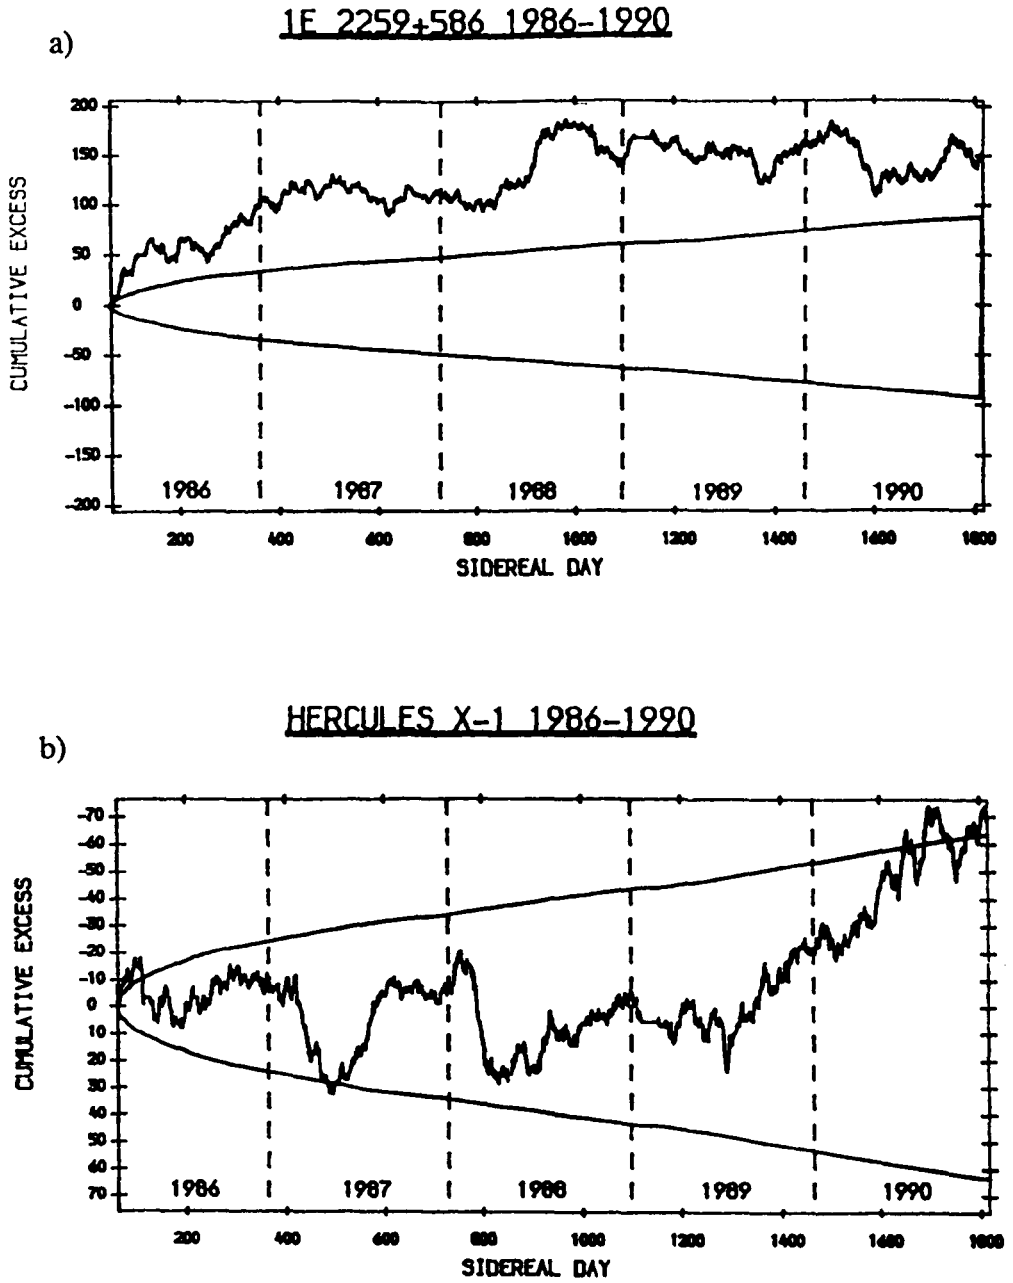 1E 2259+586 1986-1990
a)
CUMULATIVE EXCESS
200
150
100
50
0
-50
-100
-150
-200
1986 1987 1988 1989 1990
200 400 600 800 1000 1200 1400 1600 1800
SIDEREAL DAY
HERCULES X-1 1986-1990
b)
CUMULATIVE EXCESS
-70
-60
-50
-40
-30
-20
-10
0
10
20
30
40
50
60
70
1986 1987 1988 1989 1990
200 400 600 800 1000 1200 1400 1600 1800
SIDEREAL DAY